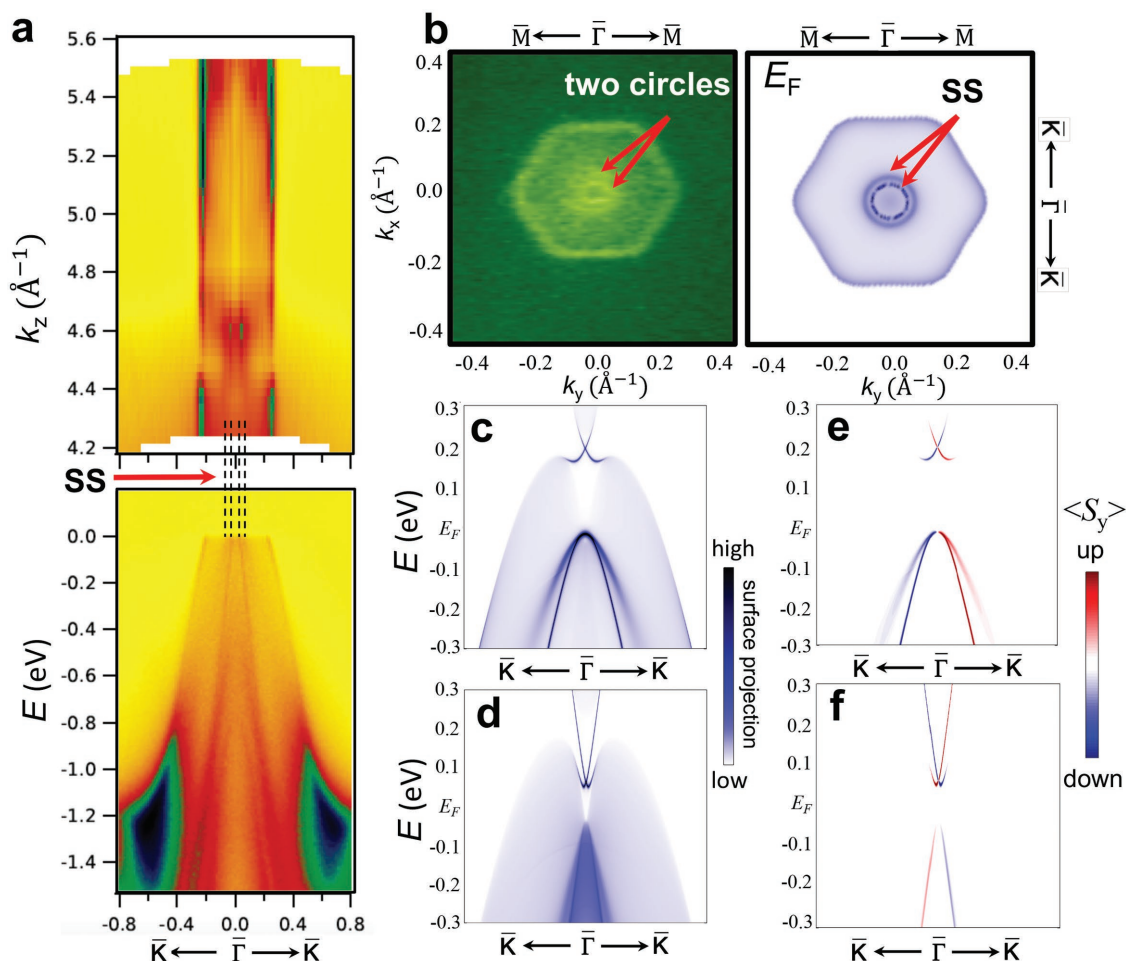 a
5.6
5.4
5.2
5.0
4.8
4.6
4.4
4.2
k_z (Å⁻¹)
SS
0.0
-0.2
-0.4
-0.6
-0.8
-1.0
-1.2
-1.4
E (eV)
-0.8 -0.4 0.0 0.4 0.8
K̄ ← Γ̄ → K̄
b
M̄ ← Γ̄ → M̄
two circles
0.4
0.2
0.0
-0.2
-0.4
k_x (Å⁻¹)
-0.4 -0.2 0.0 0.2 0.4
k_y (Å⁻¹)
M̄ ← Γ̄ → M̄
E_F
SS
K̄ ← Γ̄ → K̄
-0.4 -0.2 0.0 0.2 0.4
k_y (Å⁻¹)
c
0.3
0.2
0.1
E_F
-0.1
-0.2
-0.3
E (eV)
K̄ ← Γ̄ → K̄
high
surface projection
low
d
0.3
0.2
0.1
E_F
-0.1
-0.2
-0.3
E (eV)
K̄ ← Γ̄ → K̄
e
0.3
0.2
0.1
E_F
-0.1
-0.2
-0.3
K̄ ← Γ̄ → K̄
<S_y>
up
down
f
0.3
0.2
0.1
E_F
-0.1
-0.2
-0.3
K̄ ← Γ̄ → K̄